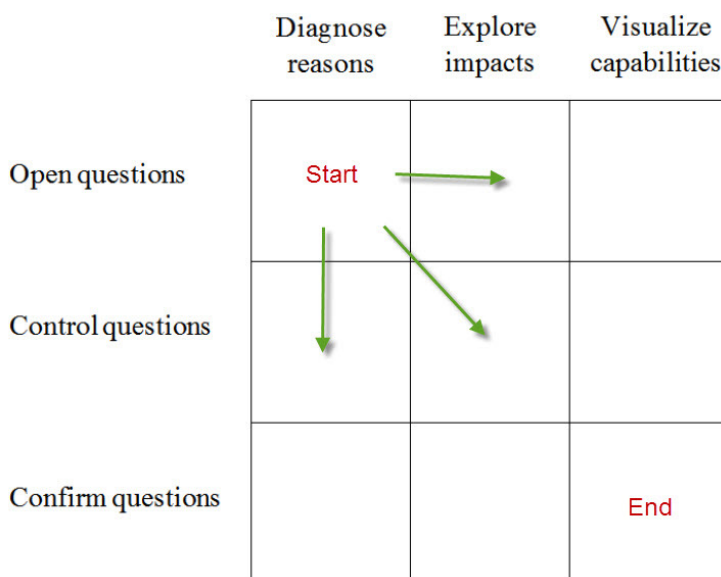 Diagnose reasons
Explore impacts
Visualize capabilities
Open questions
Start
Control questions
Confirm questions
End